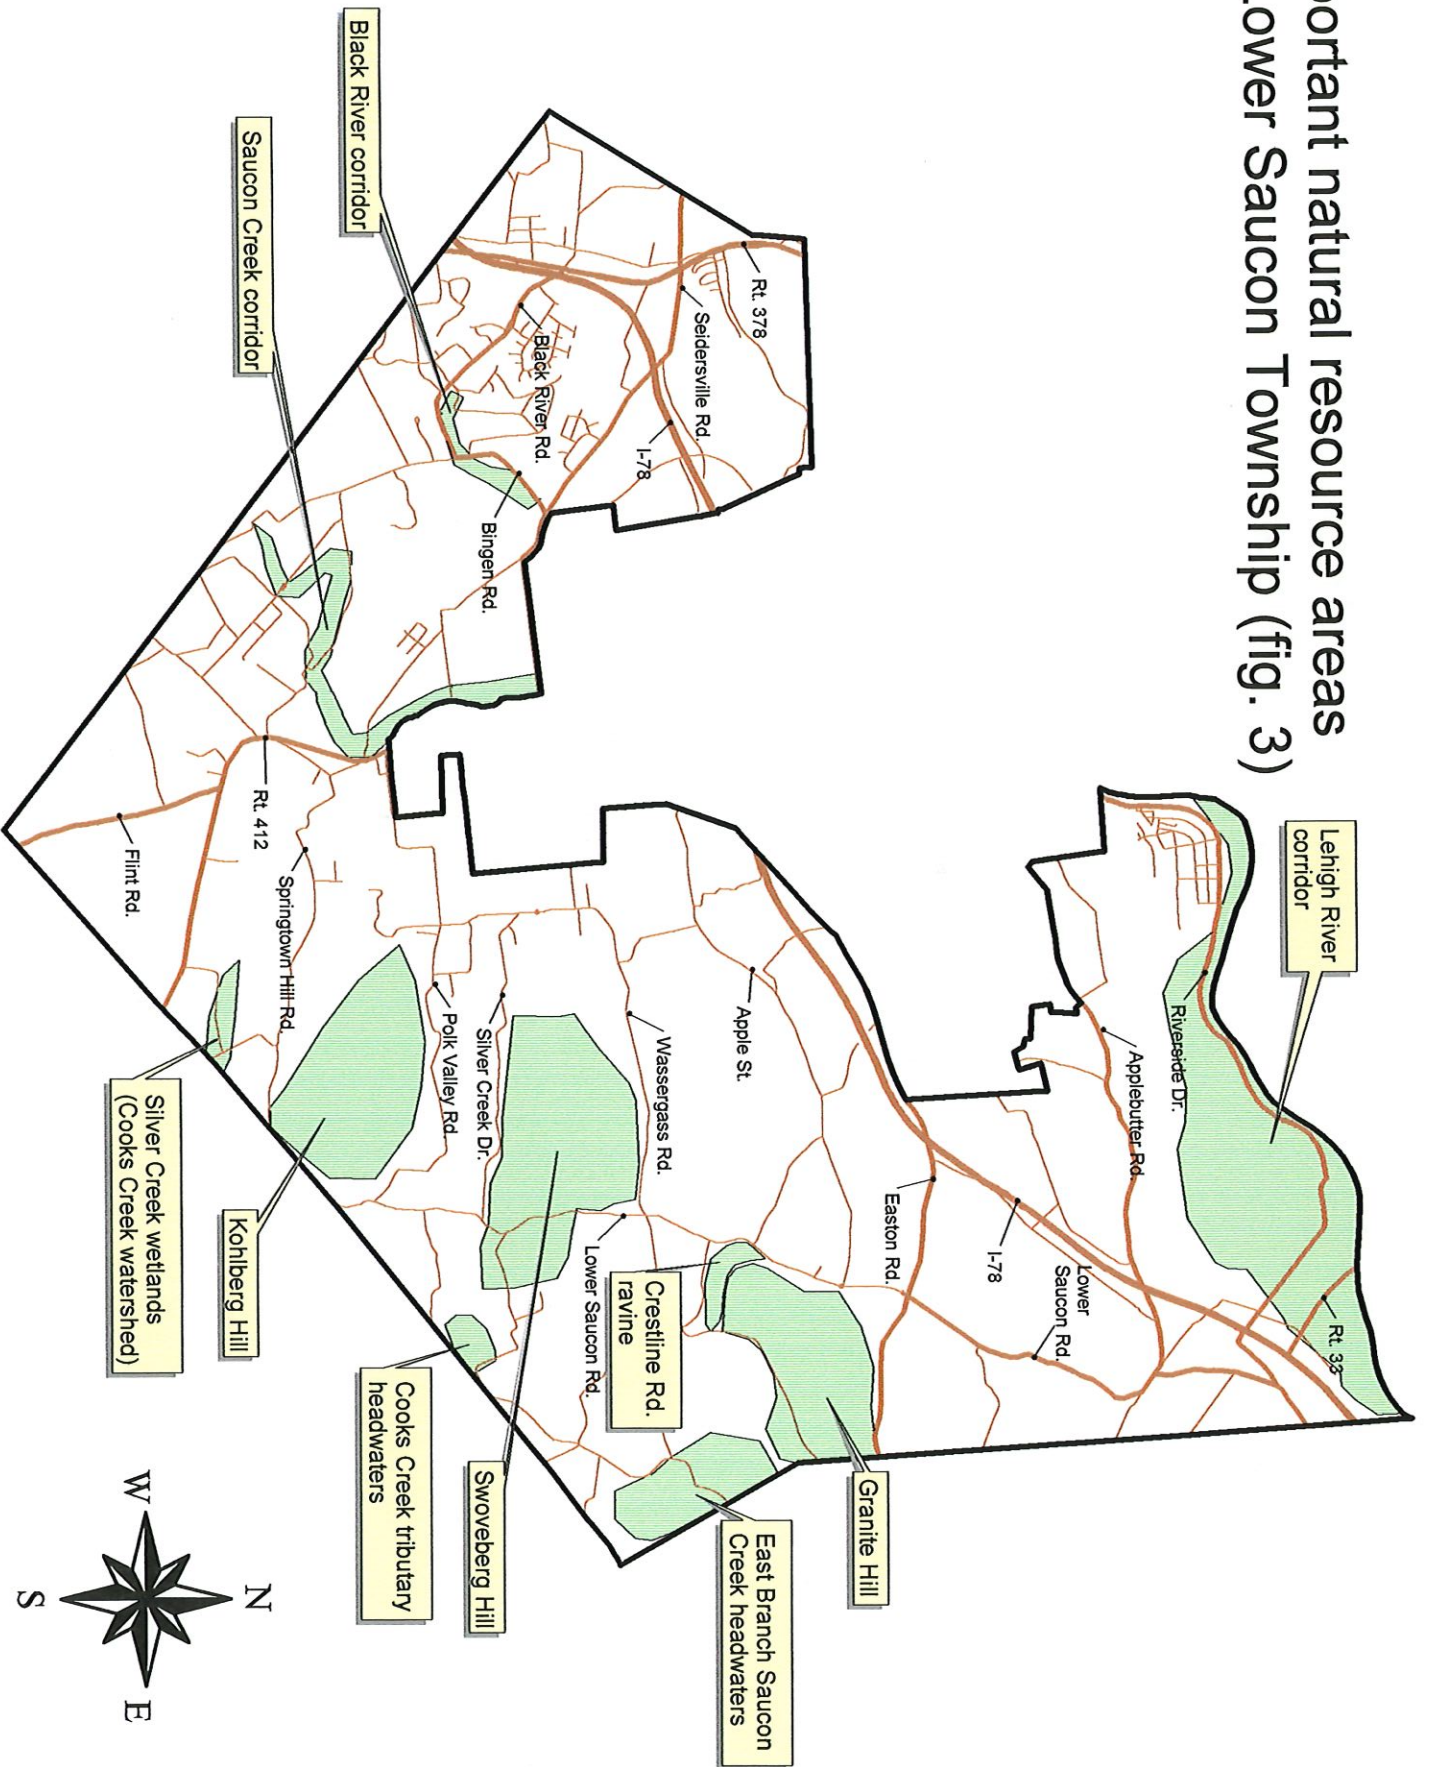 portant natural resource areas
Lower Saucon Township (fig. 3)
Lehigh River
corridor
Rt. 33
Riverside Dr.
Applebutter Rd.
Lower
Saucon Rd.
I-78
Easton Rd.
Granite Hill
Rt. 378
Seidersville Rd.
I-78
Apple St.
East Branch Saucon
Creek headwaters
Wassergass Rd.
Crestline Rd.
ravine
Lower Saucon Rd.
Black River Rd.
Bingen Rd.
Silver Creek Dr.
Swoveberg Hill
Polk Valley Rd.
Cooks Creek tributary
headwaters
Black River corridor
Springtown Hill Rd.
Rt. 412
Saucon Creek corridor
Kohlberg Hill
Silver Creek wetlands
(Cooks Creek watershed)
Flint Rd.
N
W
E
S